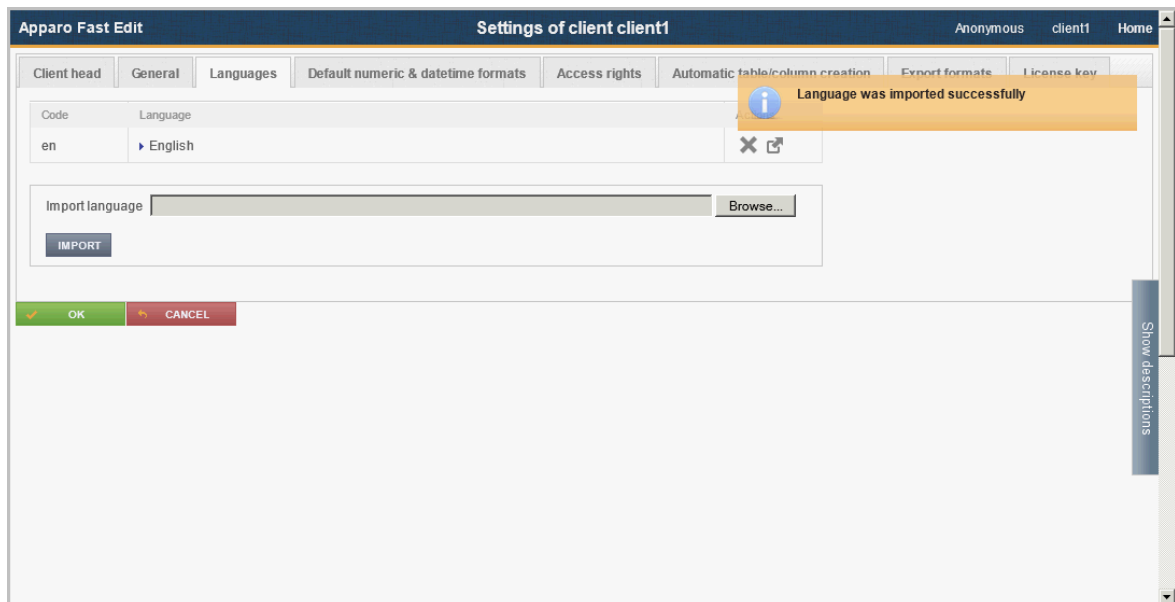 Apparo Fast Edit Settings of client client1 Anonymous client1 Home
Client head General Languages Default numeric & datetime formats Access rights Automatic table/column creation Export formats License key
Language was imported successfully
Code Language
en English
Import language Browse...
IMPORT
OK CANCEL
Show descriptions